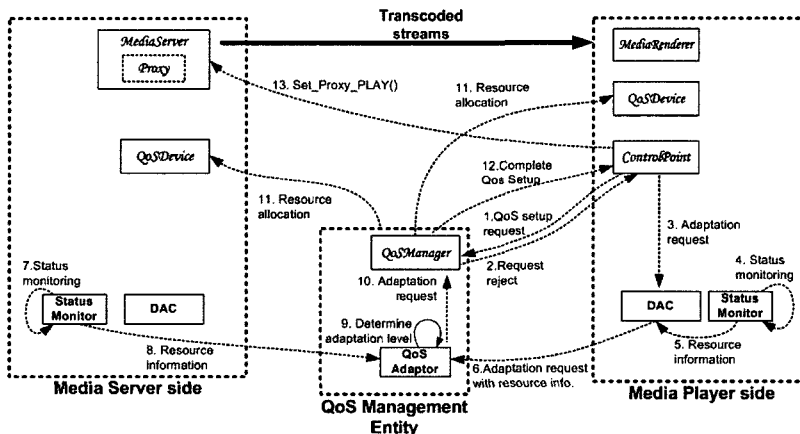 Transcoded
streams
MediaServer
Proxy
MediaRenderer
13. Set_Proxy_PLAY()
11. Resource
allocation
QoSDevice
QoSDevice
ControlPoint
12.Complete
Qos Setup
11. Resource
allocation
1.QoS setup
request
3. Adaptation
request
4. Status
monitoring
QoSManager
2.Request
reject
7.Status
monitoring
10. Adaptation
request
Status
Monitor
DAC
DAC
Status
Monitor
9. Determine
adaptation level
8. Resource
Information
QoS
Adaptor
5. Resource
information
6.Adaptation request
with resource info.
Media Server side
Media Player side
QoS Management
Entity